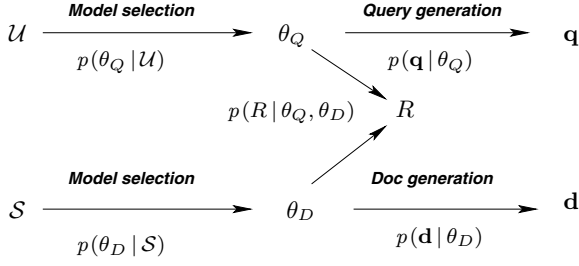 Model selection Query generation
𝒰 θ_Q 𝐪
p(θ_Q | 𝒰) p(𝐪 | θ_Q)
p(R | θ_Q, θ_D) R
Model selection Doc generation
𝒮 θ_D 𝐝
p(θ_D | 𝒮) p(𝐝 | θ_D)